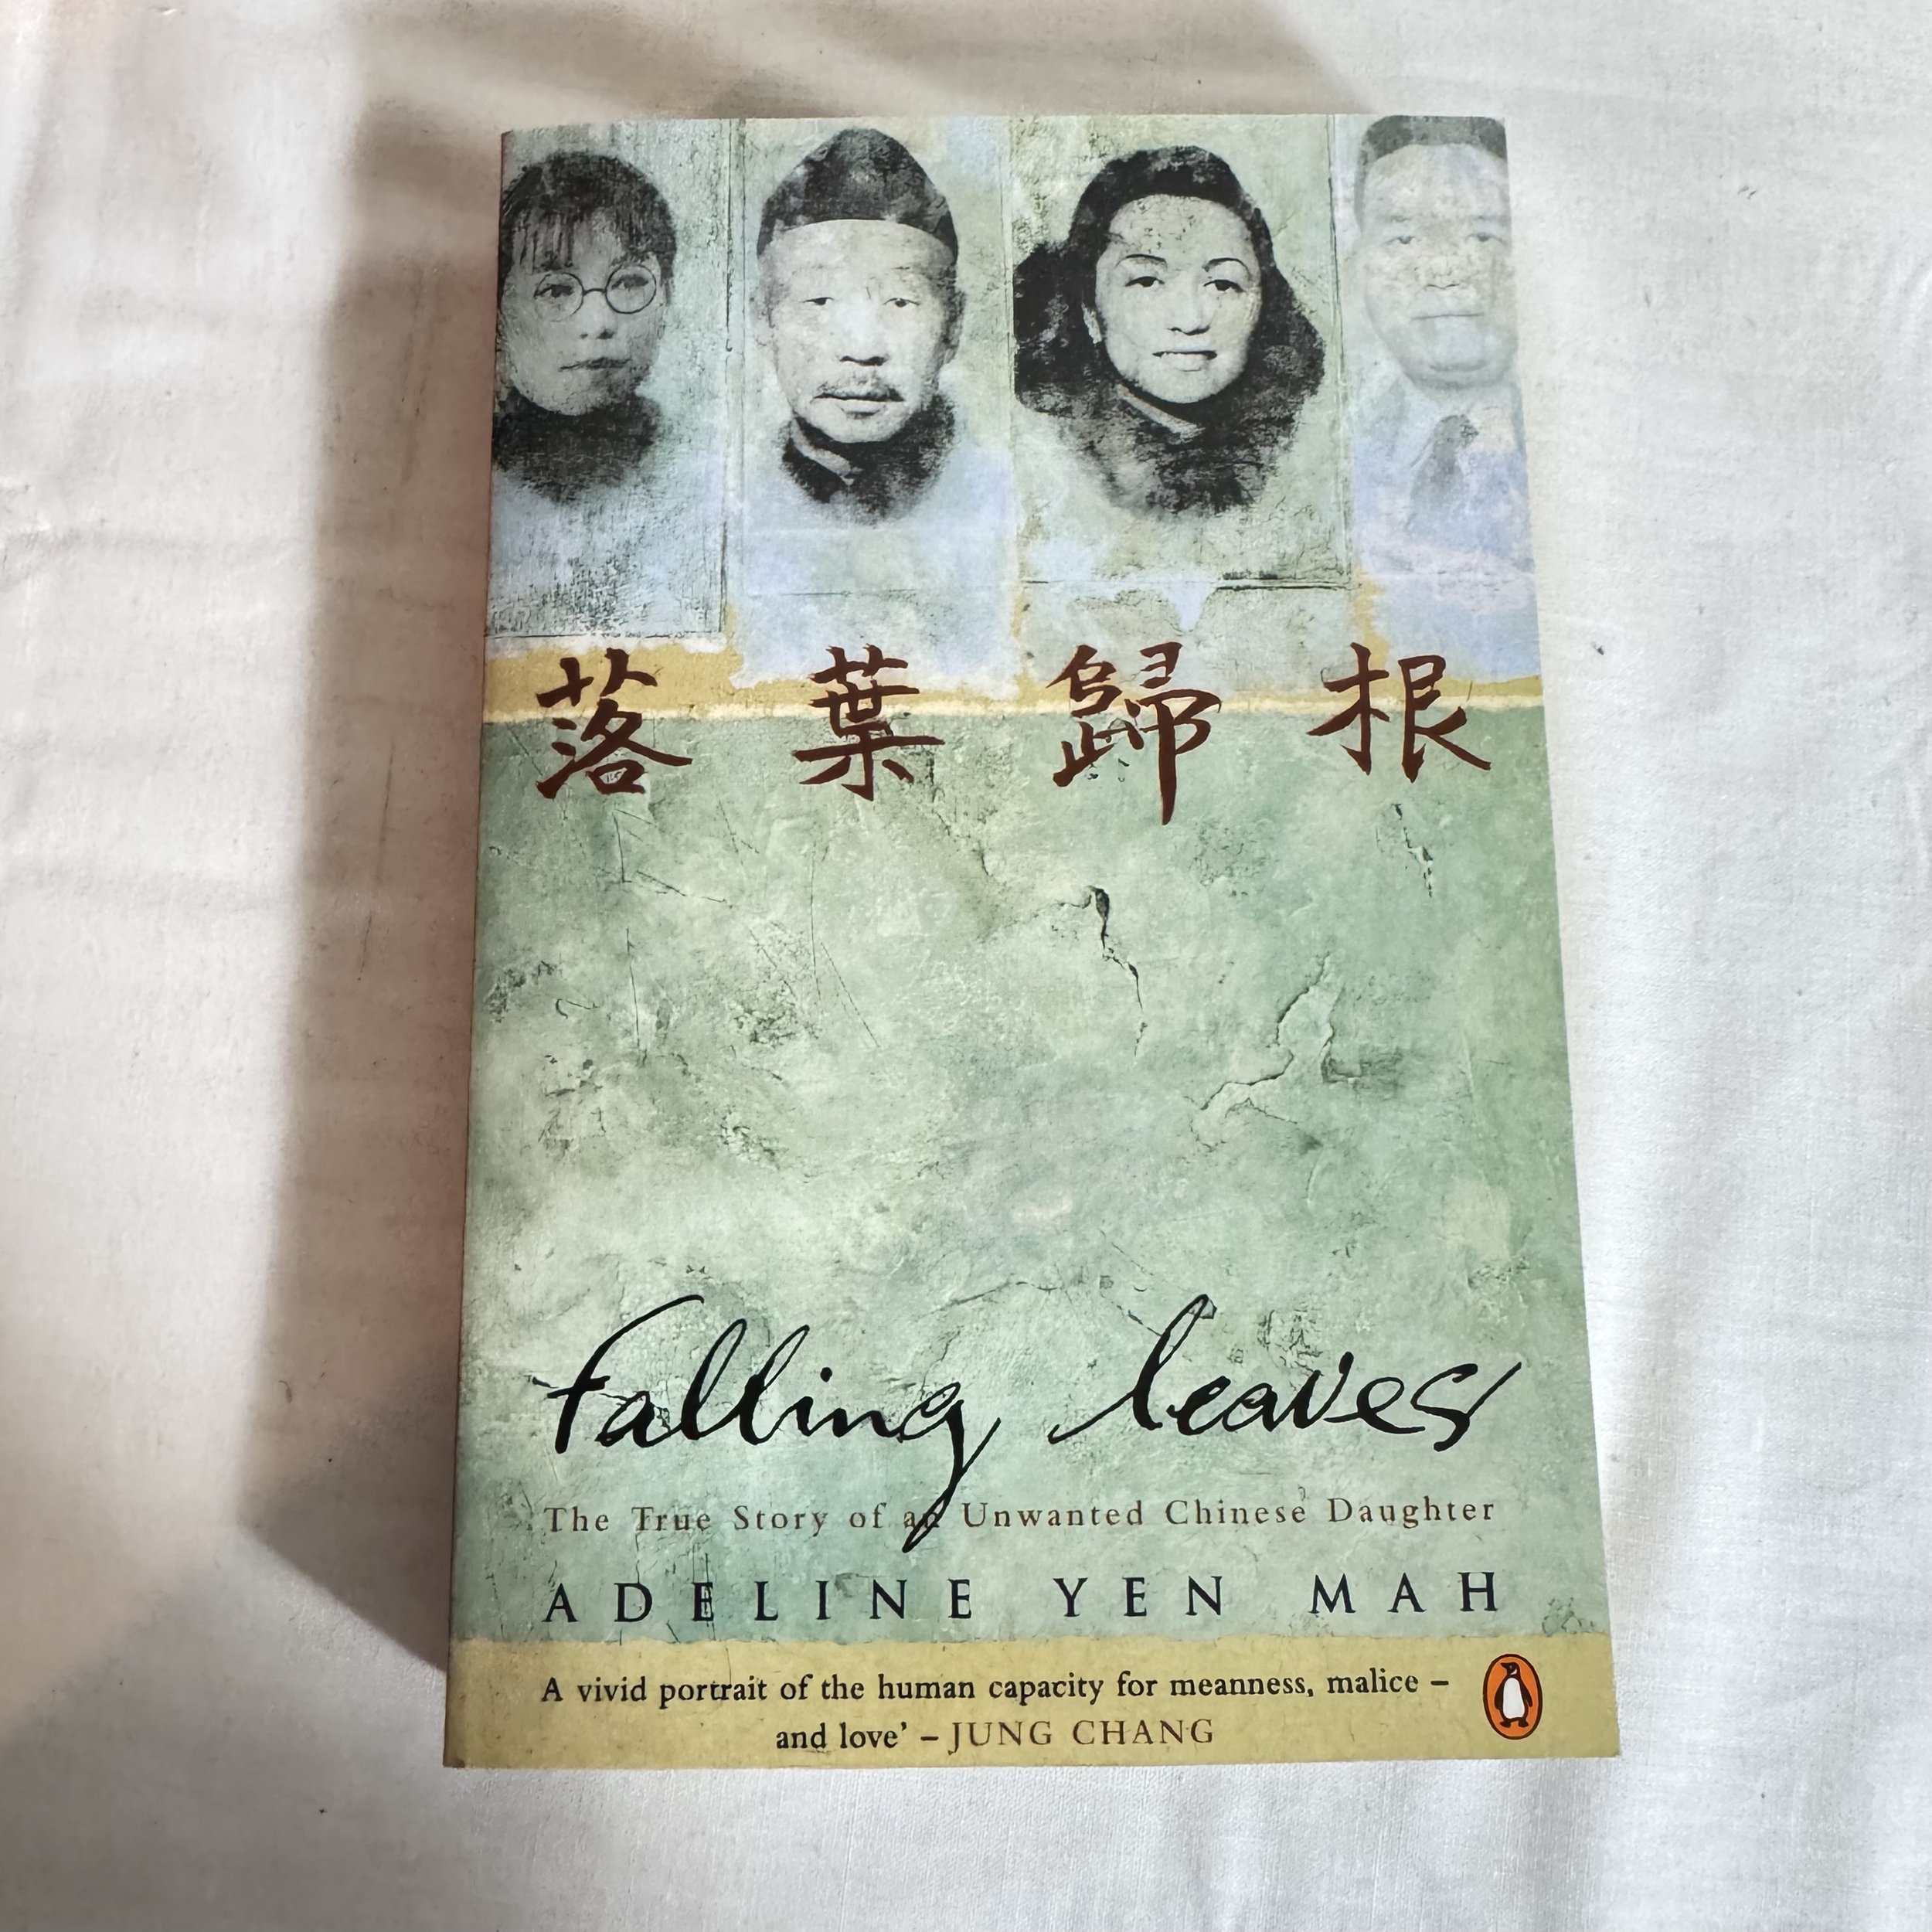 落葉歸根
Falling leaves
The True Story of an Unwanted Chinese Daughter
ADELINE YEN MAH
A vivid portrait of the human capacity for meanness, malice –
and love’ – JUNG CHANG